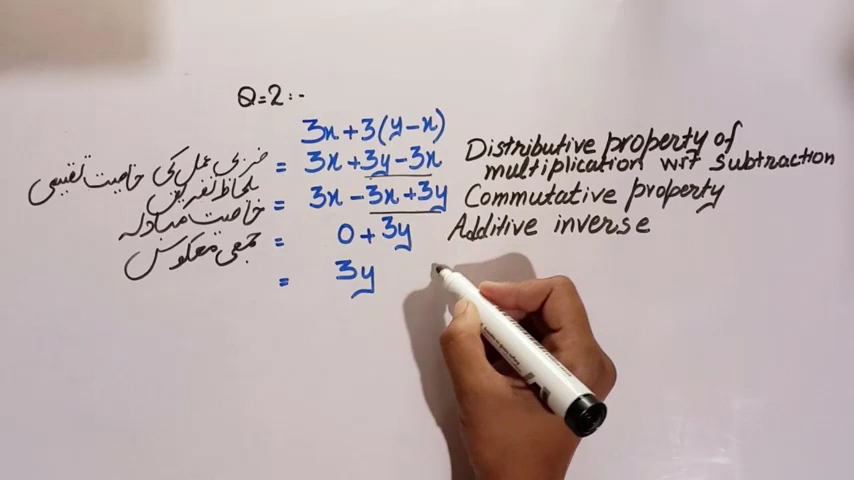 Q=2:-
3x+3(y-x)
ضربی عمل کی خاصیت تقسیمی بلحاظ تفریق = 3x+3y-3x Distributive property of multiplication wrt subtraction
خاصیت مبادلہ = 3x-3x+3y Commutative property
جمعی معکوس = 0+3y Additive inverse
= 3y